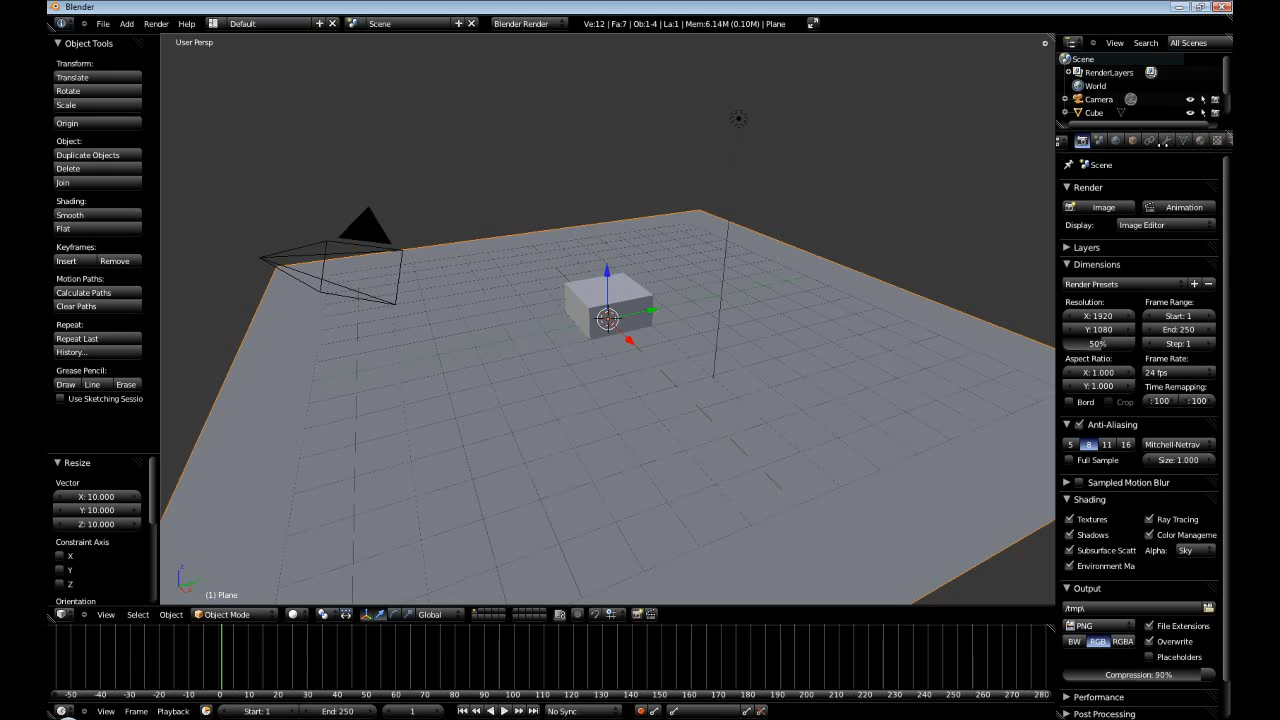 Blender
File Add Render Help Default Scene Blender Render Ve:12 | Fa:7 | Ob:1-4 | La:1 | Mem:6.14M (0.10M) | Plane
Object Tools
Transform:
Translate
Rotate
Scale
Origin
Object:
Duplicate Objects
Delete
Join
Shading:
Smooth
Flat
Keyframes:
Insert Remove
Motion Paths:
Calculate Paths
Clear Paths
Repeat:
Repeat Last
History...
Grease Pencil:
Draw Line Erase
Use Sketching Sessio
Resize
Vector
X: 10.000
Y: 10.000
Z: 10.000
Constraint Axis
X
Y
Z
Orientation
User Persp
(1) Plane
View Select Object Object Mode Global
-50 -40 -30 -20 -10 0 10 20 30 40 50 60 70 80 90 100 110 120 130 140 150 160 170 180 190 200 210 220 230 240 250 260 270 280
View Frame Playback Start: 1 End: 250 1 No Sync
View Search All Scenes
Scene
RenderLayers
World
Camera
Cube
Scene
Render
Image Animation
Display: Image Editor
Layers
Dimensions
Render Presets
Resolution: Frame Range:
X: 1920 Start: 1
Y: 1080 End: 250
50% Step: 1
Aspect Ratio: Frame Rate:
X: 1.000 24 fps
Y: 1.000 Time Remapping:
Bord Crop : 100 : 100
Anti-Aliasing
5 8 11 16 Mitchell-Netrav
Full Sample Size: 1.000
Sampled Motion Blur
Shading
Textures Ray Tracing
Shadows Color Manageme
Subsurface Scatt Alpha: Sky
Environment Ma
Output
/tmp\
PNG File Extensions
BW RGB RGBA Overwrite
Placeholders
Compression: 90%
Performance
Post Processing